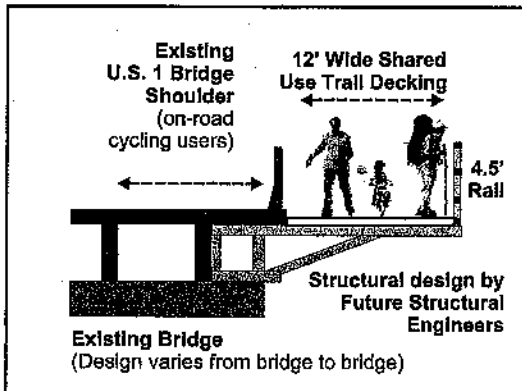 Existing
U.S. 1 Bridge
Shoulder
(on-road
cycling users)
12' Wide Shared
Use Trail Decking
4.5'
Rail
Structural design by
Future Structural
Engineers
Existing Bridge
(Design varies from bridge to bridge)